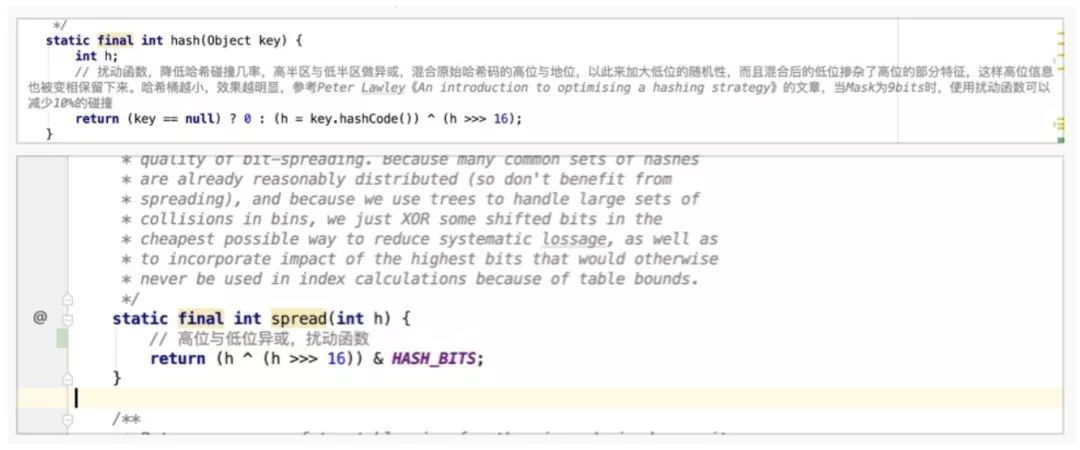 */
static final int hash(Object key) {
int h;
// 扰动函数，降低哈希碰撞几率，高半区与低半区做异或，混合原始哈希码的高位与地位，以此来加大低位的随机性，而且混合后的低位掺杂了高位的部分特征，这样高位信息
也被变相保留下来。哈希桶越小，效果越明显，参考Peter Lawley《An introduction to optimising a hashing strategy》的文章，当Mask为9bits时，使用扰动函数可以
减少10%的碰撞
return (key == null) ? 0 : (h = key.hashCode()) ^ (h >>> 16);
}
* quality of bit-spreading. Because many common sets of hashes
* are already reasonably distributed (so don't benefit from
* spreading), and because we use trees to handle large sets of
* collisions in bins, we just XOR some shifted bits in the
* cheapest possible way to reduce systematic lossage, as well as
* to incorporate impact of the highest bits that would otherwise
* never be used in index calculations because of table bounds.
*/
@ static final int spread(int h) {
// 高位与低位异或，扰动函数
return (h ^ (h >>> 16)) & HASH_BITS;
}
/**